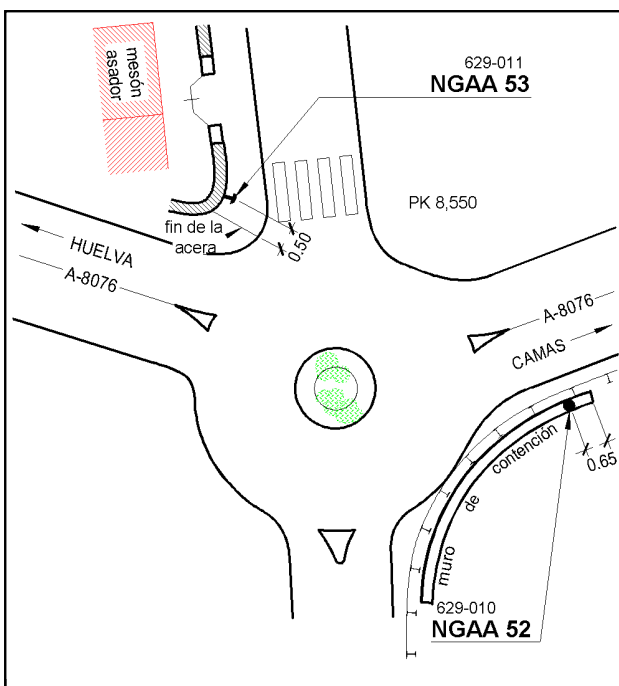 mesón
asador
629-011
NGAA 53
PK 8,550
fin de la
acera
0.50
HUELVA
A-8076
A-8076
CAMAS
0.65
muro de contención
629-010
NGAA 52